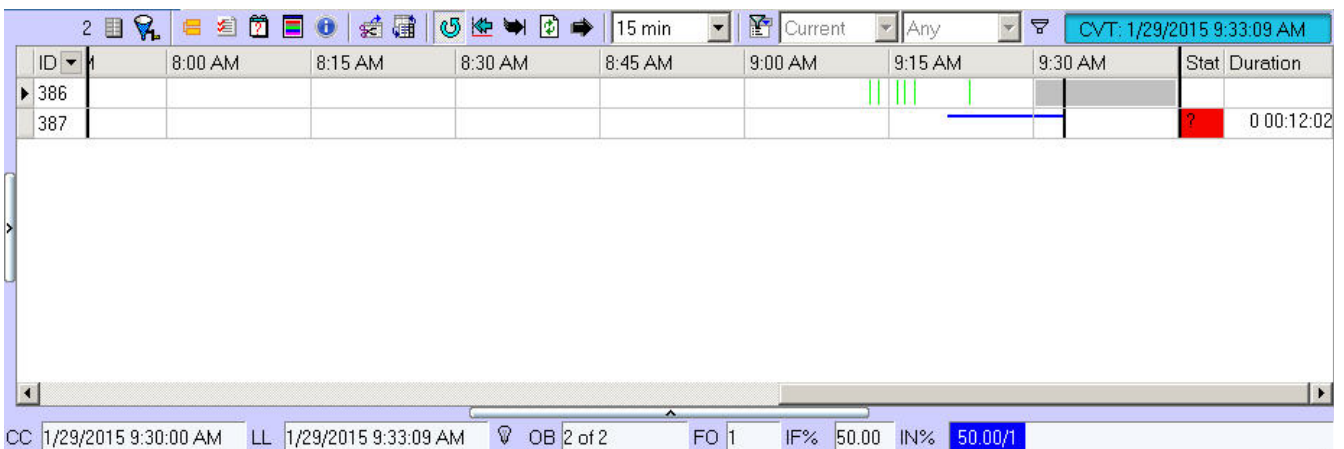 2 15 min Current Any CVT: 1/29/2015 9:33:09 AM
ID 8:00 AM 8:15 AM 8:30 AM 8:45 AM 9:00 AM 9:15 AM 9:30 AM Stat Duration
386
387 ? 0 00:12:02
CC 1/29/2015 9:30:00 AM LL 1/29/2015 9:33:09 AM OB 2 of 2 FO 1 IF% 50.00 IN% 50.00/1